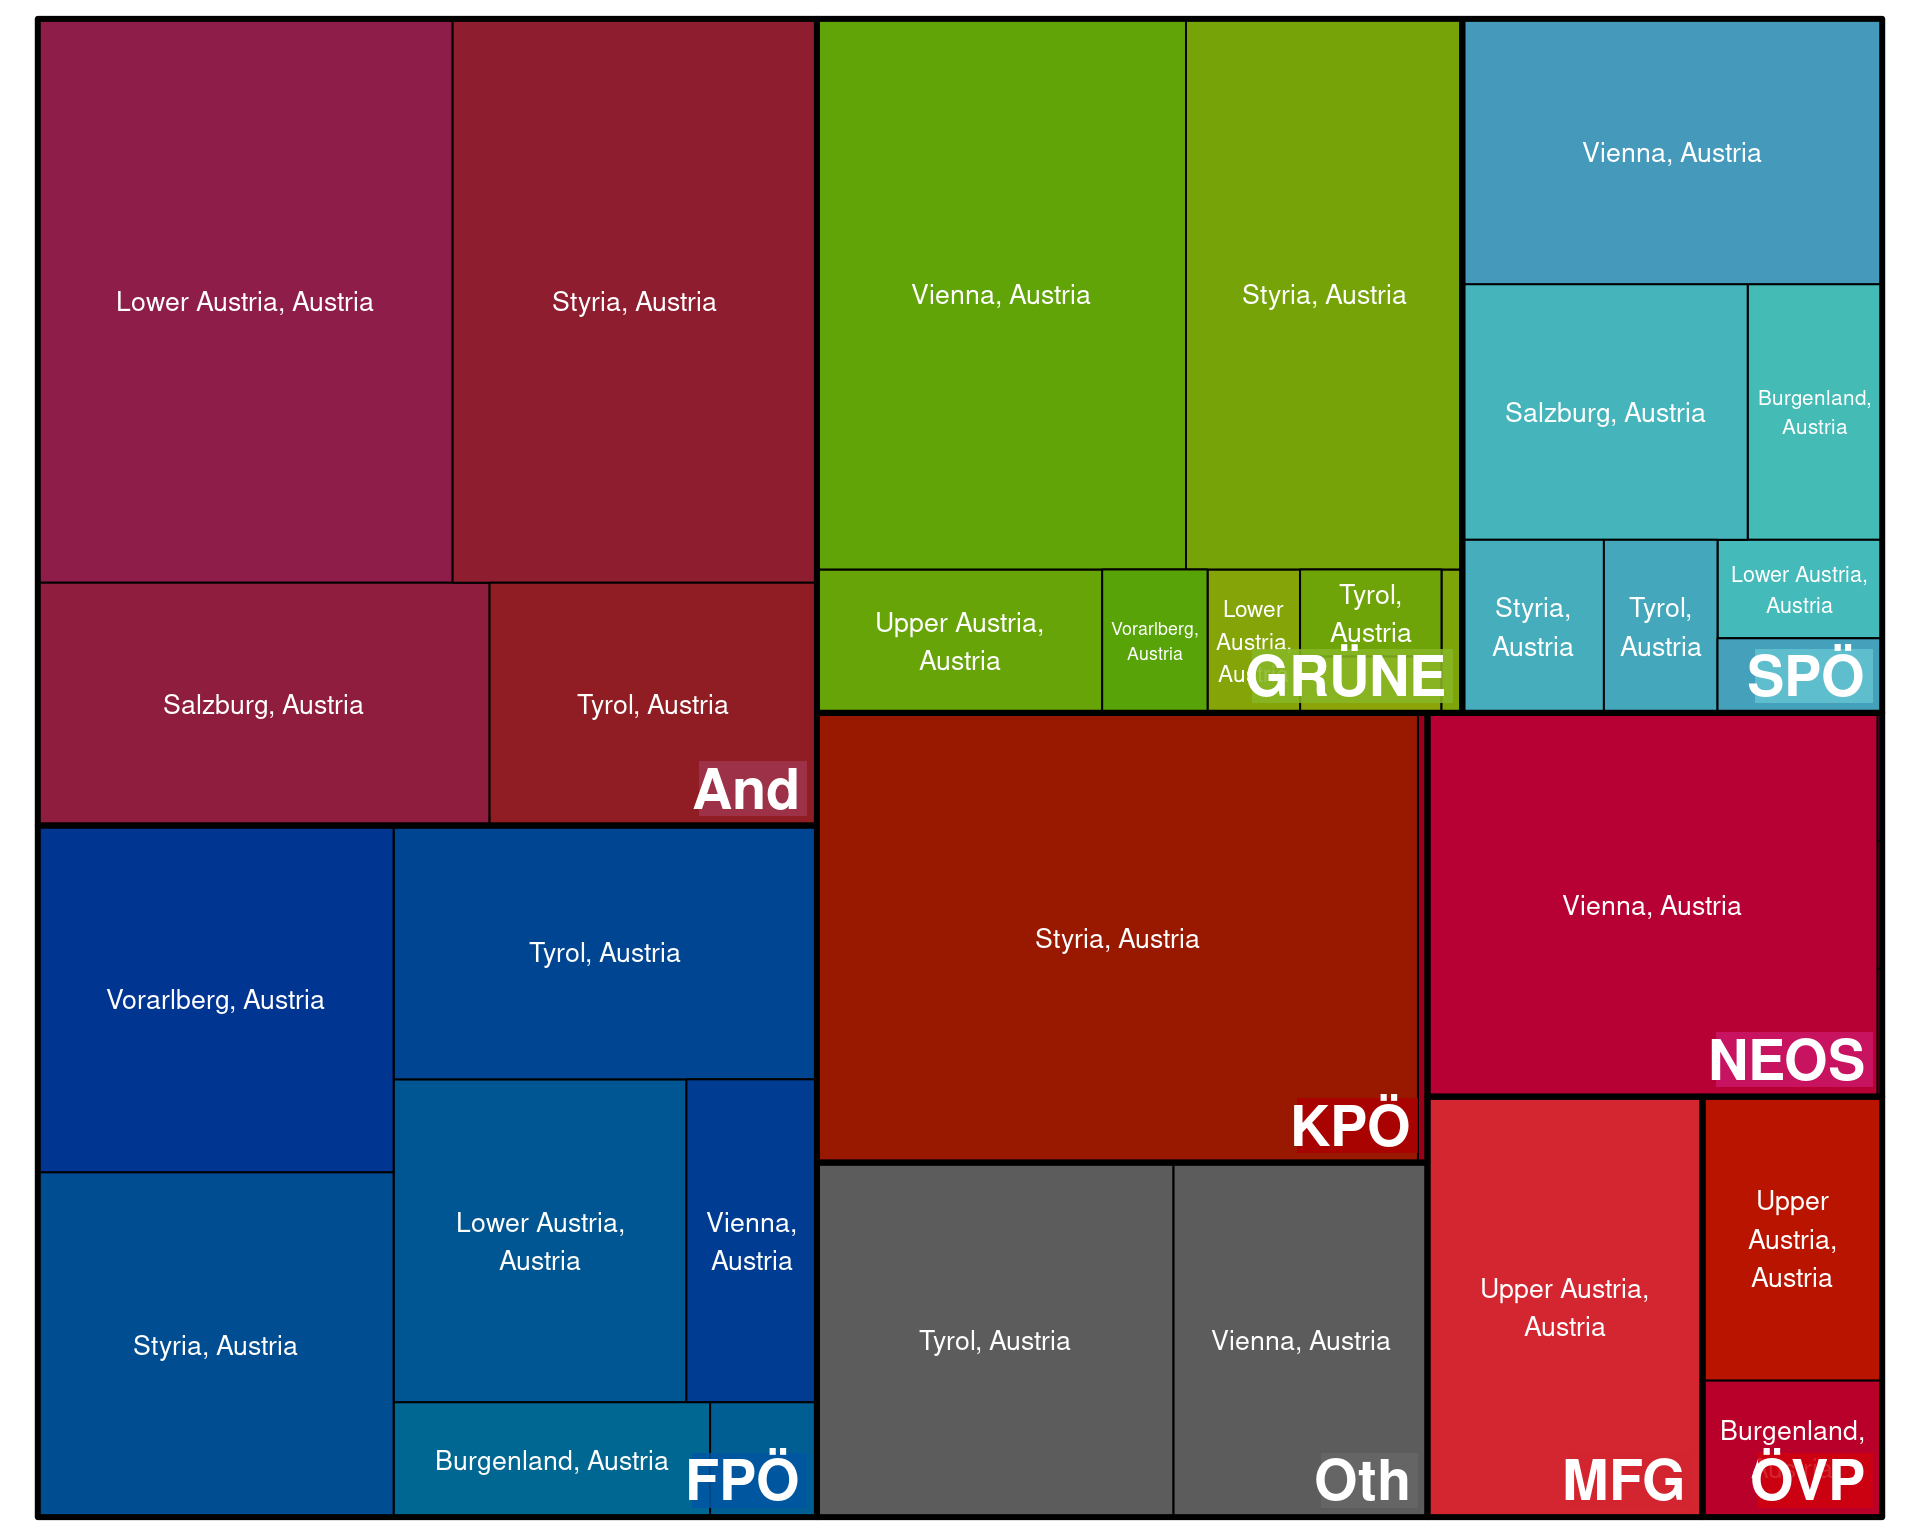 Lower Austria, Austria
Styria, Austria
Salzburg, Austria
Tyrol, Austria
And
Vienna, Austria
Styria, Austria
Upper Austria,
Austria
Vorarlberg,
Austria
Lower
Austria,
Tyrol,
Austria
GRÜNE
Vienna, Austria
Salzburg, Austria
Burgenland,
Austria
Styria,
Austria
Tyrol,
Austria
Lower Austria,
Austria
SPÖ
Vorarlberg, Austria
Tyrol, Austria
Styria, Austria
Lower Austria,
Austria
Vienna,
Austria
Burgenland, Austria
FPÖ
Styria, Austria
KPÖ
Vienna, Austria
NEOS
Tyrol, Austria
Vienna, Austria
Oth
Upper Austria,
Austria
MFG
Upper
Austria,
Austria
Burgenland,
ÖVP